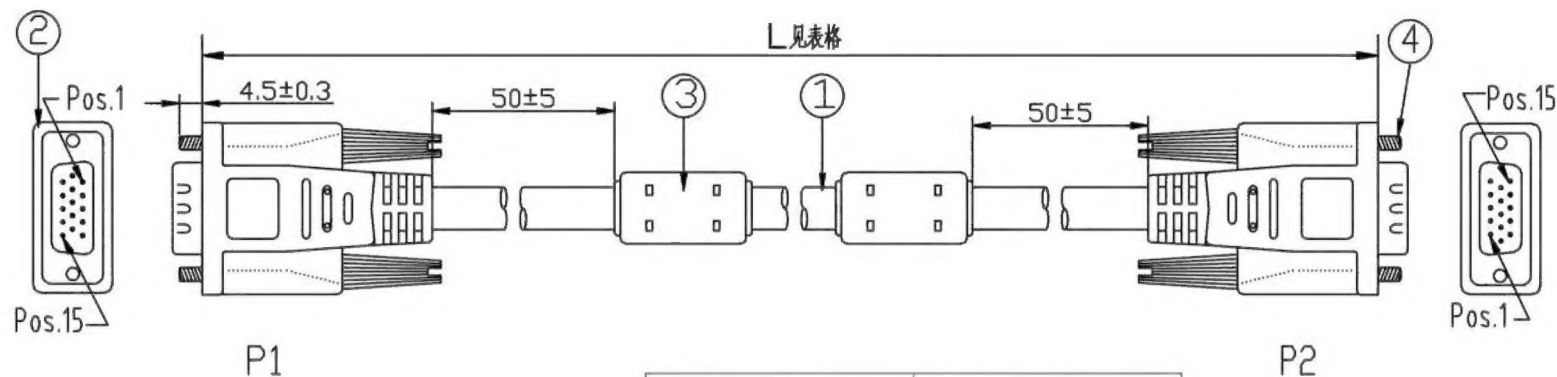 L 见表格
② ④
Pos.1 4.5±0.3 50±5 ③ ① 50±5 Pos.15
Pos.15 Pos.1
P1 P2